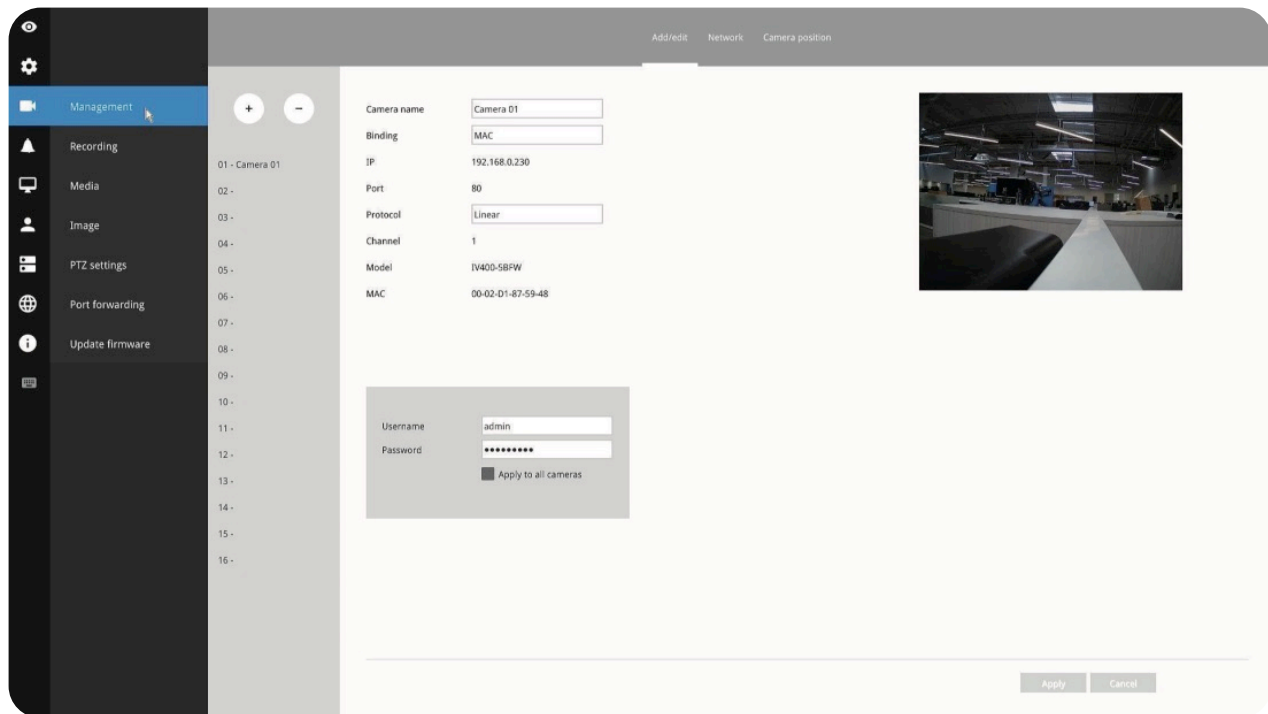 Add/edit Network Camera position
Management
Recording
Media
Image
PTZ settings
Port forwarding
Update firmware
+ -
01 - Camera 01
02 -
03 -
04 -
05 -
06 -
07 -
08 -
09 -
10 -
11 -
12 -
13 -
14 -
15 -
16 -
Camera name Camera 01
Binding MAC
IP 192.168.0.230
Port 80
Protocol Linear
Channel 1
Model IV400-5BFW
MAC 00-02-D1-87-59-48
Username admin
Password •••••••••
Apply to all cameras
Apply Cancel